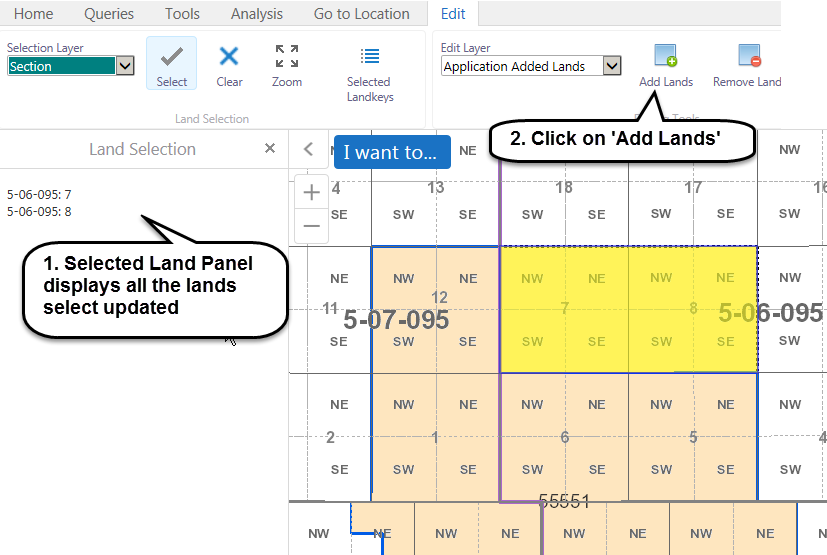 Home Queries Tools Analysis Go to Location Edit
Selection Layer
Section
Select
Clear
Zoom
Selected
Landkeys
Land Selection
Edit Layer
Application Added Lands
Add Lands
Remove Land
Tools
Land Selection ×
5-06-095: 7
5-06-095: 8
1. Selected Land Panel
displays all the lands
select updated
2. Click on 'Add Lands'
I want to...
NE NW
4 13 18 17 16
SE SW SE SW SE SW SE SW
NE NW NE NW NE NW NE NW
11 12 7 8
5-07-095 5-06-095
SE SW SE SW SE SW SE SW
NE NW NE NW NE NW NE NW
2 1 6 5 4
SE SW SE SW SE SW SE SW
55551
NW NE NW NE NW NE NW NE N